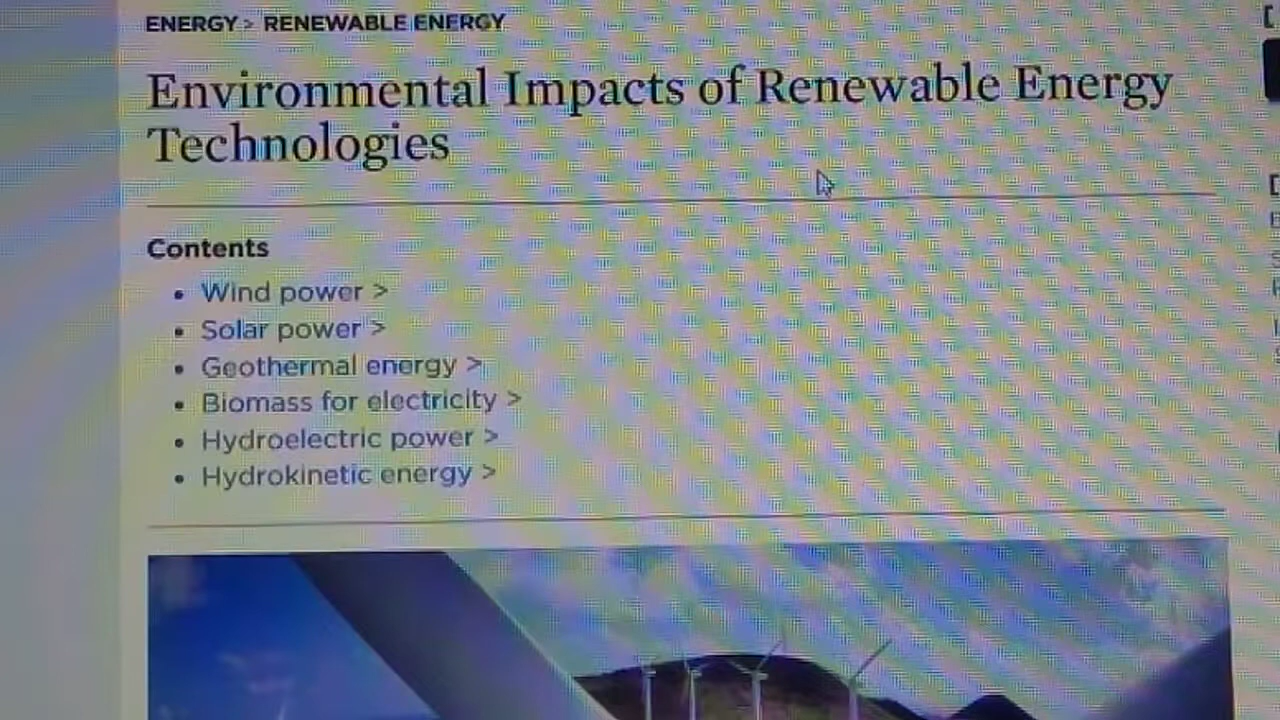 ENERGY > RENEWABLE ENERGY
Environmental Impacts of Renewable Energy
Technologies
Contents
• Wind power >
• Solar power >
• Geothermal energy >
• Biomass for electricity >
• Hydroelectric power >
• Hydrokinetic energy >